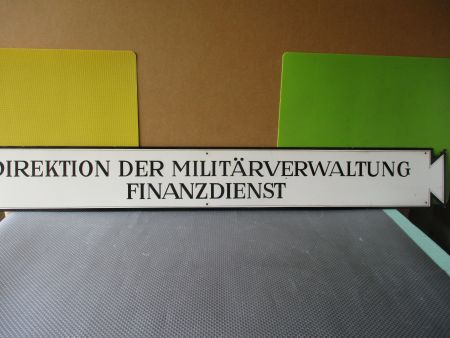 DIREKTION DER MILITÄRVERWALTUNG
FINANZDIENST